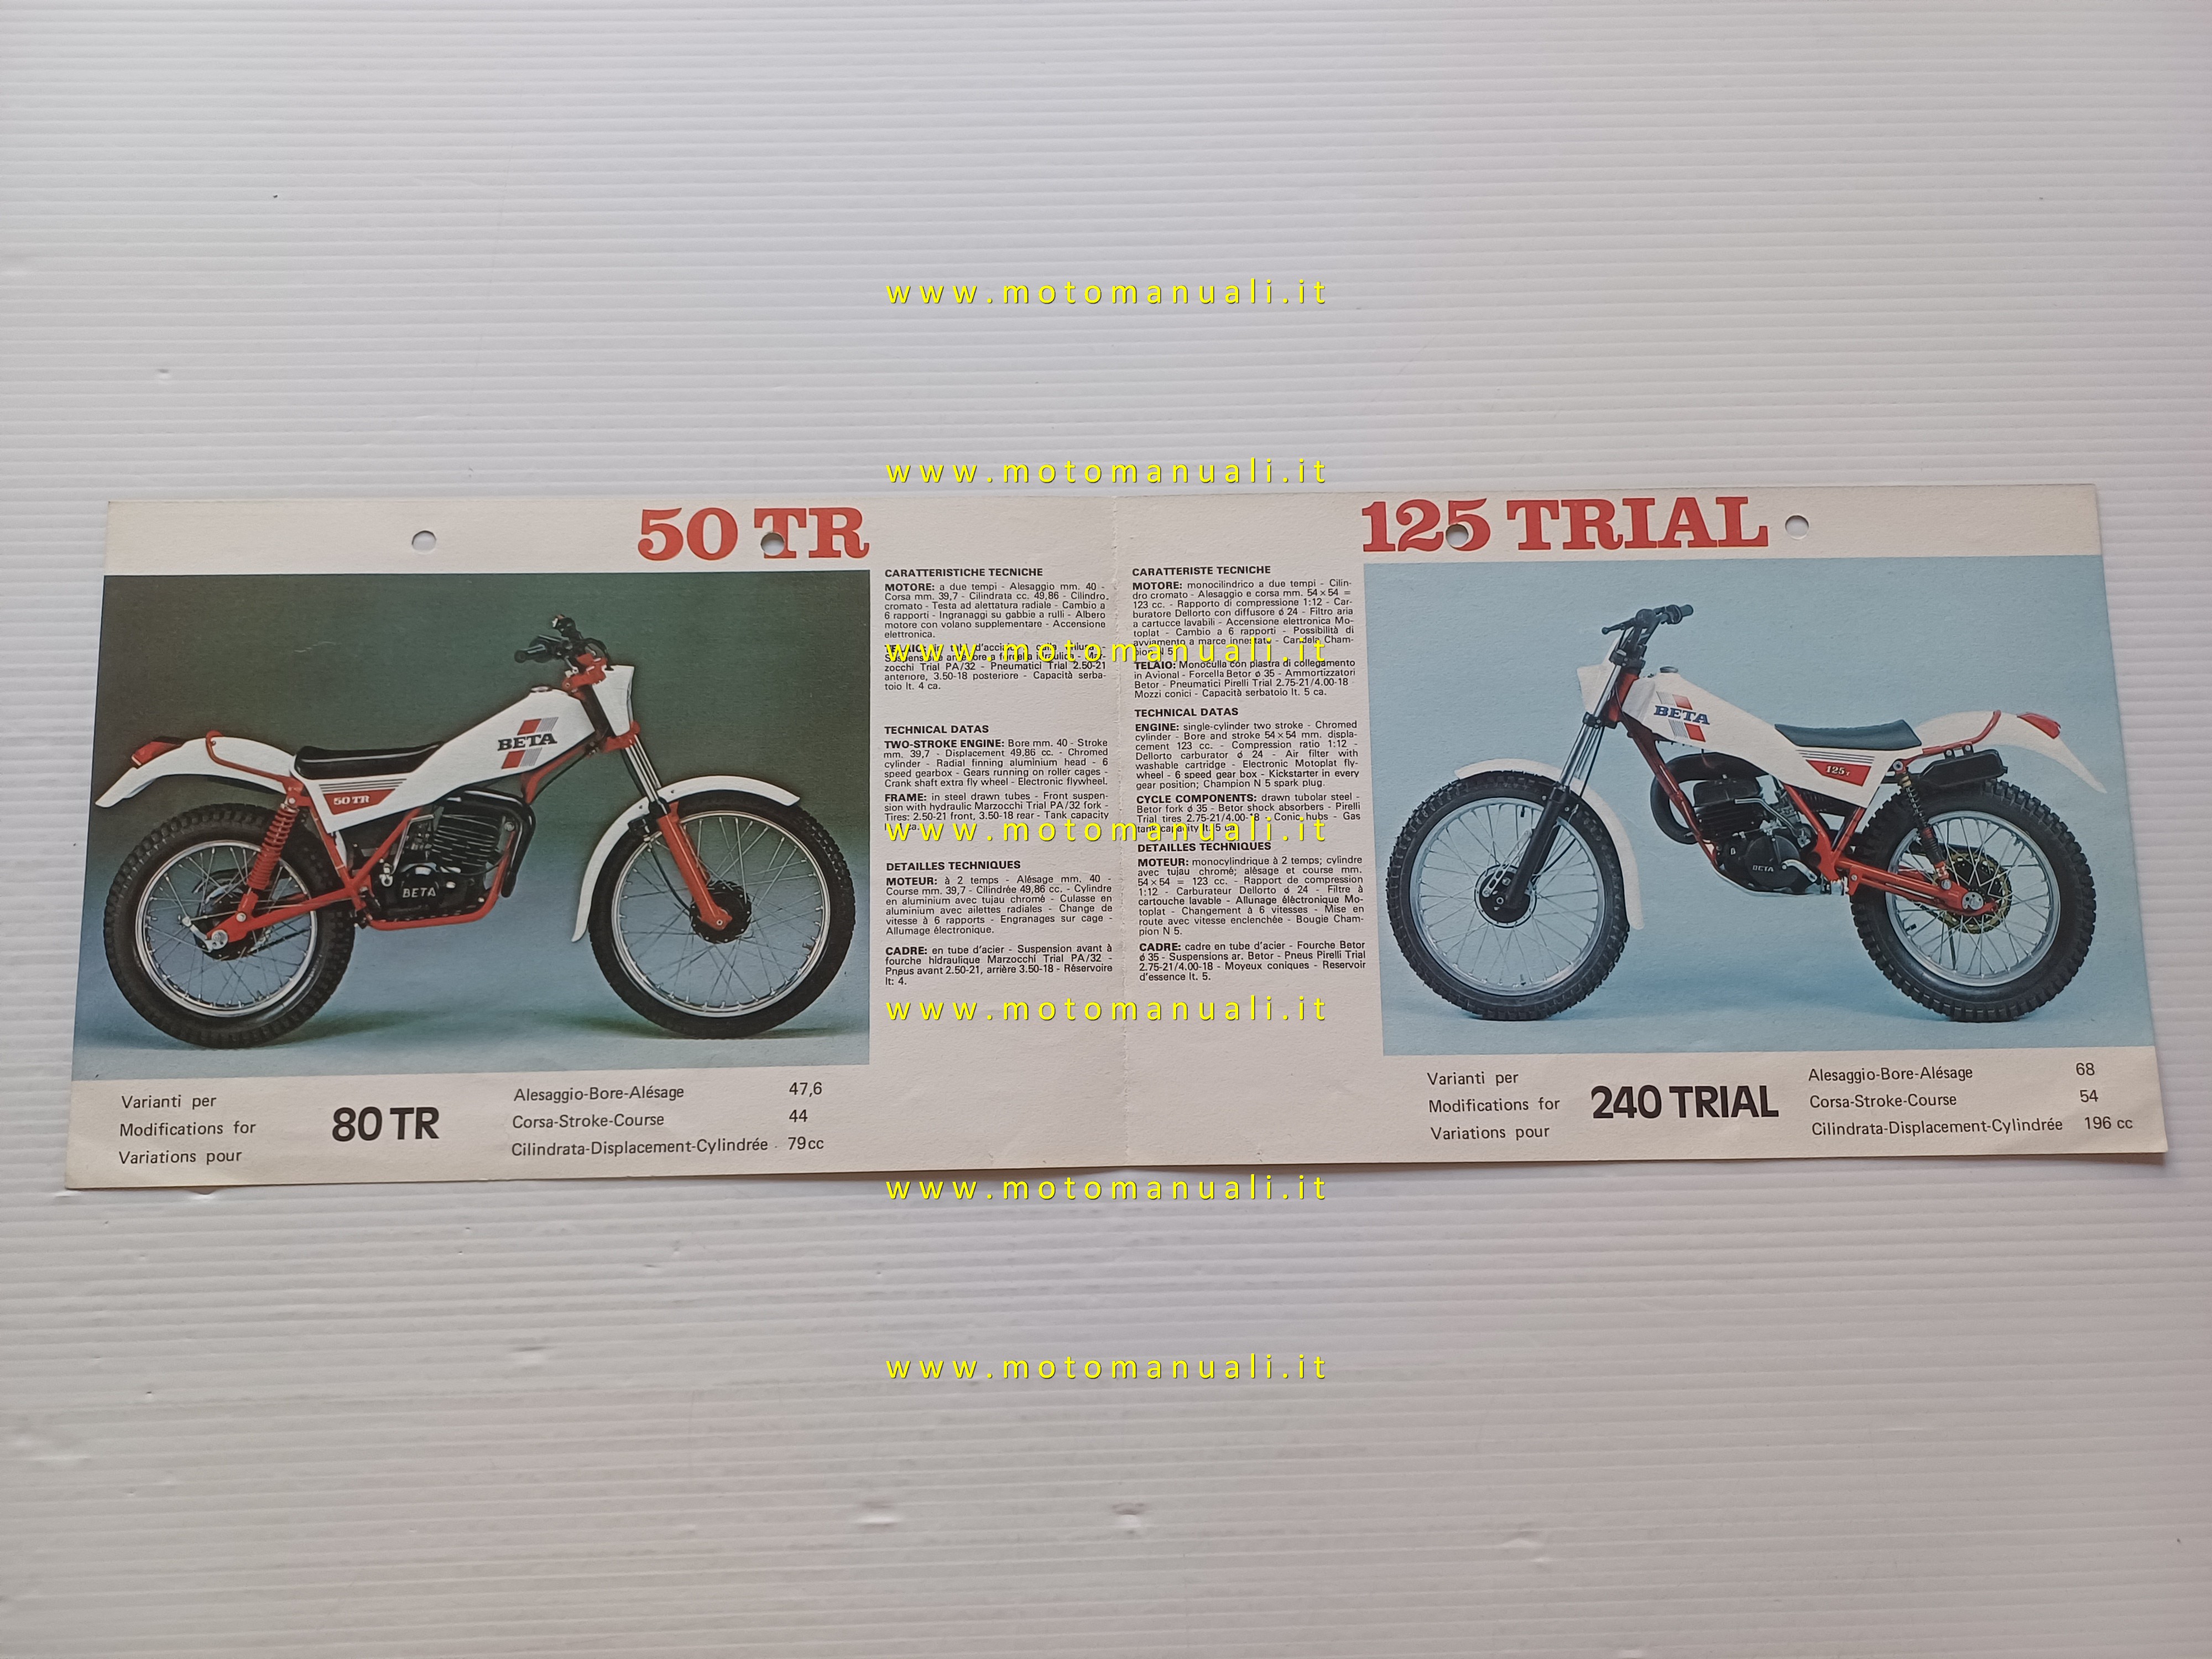 www.motomanuali.it
www.motomanuali.it
50 TR
CARATTERISTICHE TECNICHE
MOTORE: a due tempi - Alesaggio mm. 40 -
Corsa mm. 39,7 - Cilindrata cc. 49,86 - Cilindro
cromato - Testa ad alettatura radiale - Cambio a
6 rapporti - Ingranaggi su gabbie a rulli - Albero
motore con volano supplementare - Accensione
elettronica.
zocchi Trial PA/32 - Pneumatici Trial 2.50-21
anteriore, 3.50-18 posteriore - Capacità serba-
toio lt. 4 ca.
TECHNICAL DATAS
TWO-STROKE ENGINE: Bore mm. 40 - Stroke
mm. 39,7 - Displacement 49,86 cc. - Chromed
cylinder - Radial finning aluminium head - 6
speed gearbox - Gears running on roller cages -
Crank shaft extra fly wheel - Electronic flywheel.
FRAME: in steel drawn tubes - Front suspen-
sion with hydraulic Marzocchi Trial PA/32 fork -
Tires: 2.50-21 front, 3.50-18 rear - Tank capacity
DETAILLES TECHNIQUES
MOTEUR: à 2 temps - Alésage mm. 40 -
Course mm. 39,7 - Cilindrée 49,86 cc. - Cylindre
en aluminium avec tujau chromé - Culasse en
aluminium avec ailettes radiales - Change de
vitesse à 6 rapports - Engranages sur cage -
Allumage électronique.
CADRE: en tube d'acier - Suspension avant à
fourche hidraulique Marzocchi Trial PA/32 -
Pneus avant 2.50-21, arrière 3.50-18 - Réservoire
lt: 4.
BETA
50 TR
BETA
Varianti per
Modifications for
Variations pour
80 TR
Alesaggio-Bore-Alésage 47,6
Corsa-Stroke-Course 44
Cilindrata-Displacement-Cylindrée - 79cc
125 TRIAL
CARATTERISTE TECNICHE
MOTORE: monocilindrico a due tempi - Cilin-
dro cromato - Alesaggio e corsa mm. 54×54 =
123 cc. - Rapporto di compressione 1:12 - Car-
buratore Dellorto con diffusore ø 24 - Filtro aria
a cartucce lavabili - Accensione elettronica Mo-
toplat - Cambio a 6 rapporti - Possibilità di
avviamento a marce innestate - Candela Cham-
pion N 5.
TELAIO: Monoculla con piastra di collegamento
in Avional - Forcella Betor ø 35 - Ammortizzatori
Betor - Pneumatici Pirelli Trial 2.75-21/4.00-18 -
Mozzi conici - Capacità serbatoio lt. 5 ca.
TECHNICAL DATAS
ENGINE: single-cylinder two stroke - Chromed
cylinder - Bore and stroke 54×54 mm. displa-
cement 123 cc. - Compression ratio 1:12 -
Dellorto carburator ø 24 - Air filter with
washable cartridge - Electronic Motoplat fly-
wheel - 6 speed gear box - Kickstarter in every
gear position; Champion N 5 spark plug.
CYCLE COMPONENTS: drawn tubolar steel -
Betor fork ø 35 - Betor shock absorbers - Pirelli
Trial tires 2.75-21/4.00-18 - Conic hubs - Gas
tank capacity lt. 5 ca.
DETAILLES TECHNIQUES
MOTEUR: monocylindrique à 2 temps; cylindre
avec tujau chromé; alésage et course mm.
54×54 = 123 cc. - Rapport de compression
1:12 - Carburateur Dellorto ø 24 - Filtre à
cartouche lavable - Allunage éléctronique Mo-
toplat - Changement à 6 vitesses - Mise en
route avec vitesse enclenchée - Bougie Cham-
pion N 5.
CADRE: cadre en tube d'acier - Fourche Betor
ø 35 - Suspensions ar. Betor - Pneus Pirelli Trial
2.75-21/4.00-18 - Moyeux coniques - Reservoir
d'essence lt. 5.
BETA
125 T
BETA
Varianti per
Modifications for
Variations pour
240 TRIAL
Alesaggio-Bore-Alésage 68
Corsa-Stroke-Course 54
Cilindrata-Displacement-Cylindrée 196 cc
www.motomanuali.it
www.motomanuali.it
www.motomanuali.it
www.motomanuali.it
www.motomanuali.it